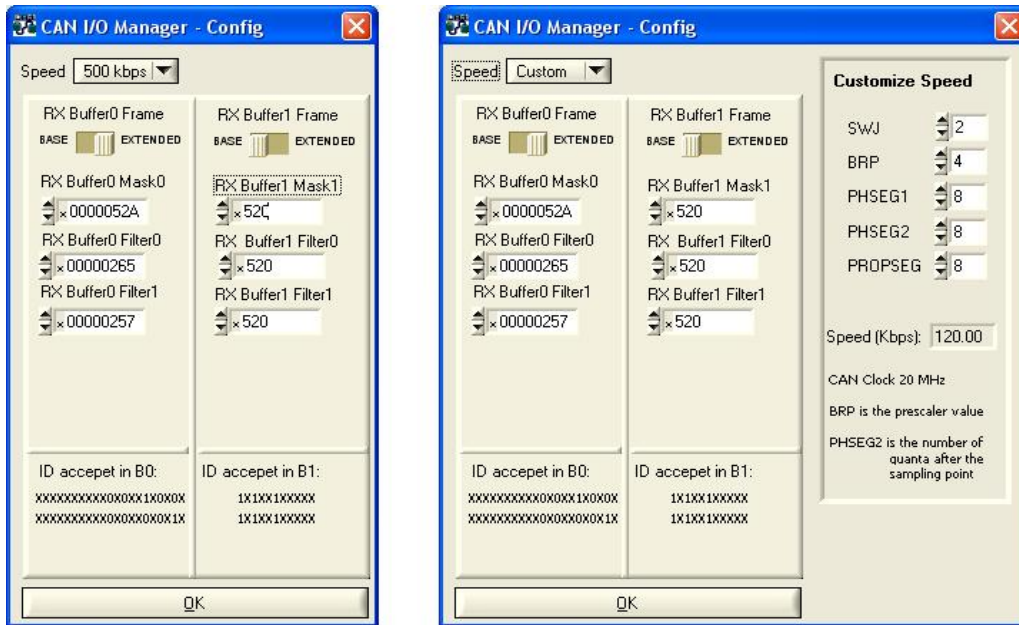 CAN I/O Manager - Config
Speed 500 kbps
RX Buffer0 Frame
BASE EXTENDED
RX Buffer0 Mask0
x 0000052A
RX Buffer0 Filter0
x 00000265
RX Buffer0 Filter1
x 00000257
RX Buffer1 Frame
BASE EXTENDED
RX Buffer1 Mask1
x 520
RX Buffer1 Filter0
x 520
RX Buffer1 Filter1
x 520
ID accepet in B0:
XXXXXXXXXX0X0XX1X0X0X
XXXXXXXXXX0X0XX0X0X1X
ID accepet in B1:
1X1XX1XXXXX
1X1XX1XXXXX
OK
CAN I/O Manager - Config
Speed Custom
RX Buffer0 Frame
BASE EXTENDED
RX Buffer0 Mask0
x 0000052A
RX Buffer0 Filter0
x 00000265
RX Buffer0 Filter1
x 00000257
RX Buffer1 Frame
BASE EXTENDED
RX Buffer1 Mask1
x 520
RX Buffer1 Filter0
x 520
RX Buffer1 Filter1
x 520
ID accepet in B0:
XXXXXXXXXX0X0XX1X0X0X
XXXXXXXXXX0X0XX0X0X1X
ID accepet in B1:
1X1XX1XXXXX
1X1XX1XXXXX
Customize Speed
SWJ 2
BRP 4
PHSEG1 8
PHSEG2 8
PROPSEG 8
Speed (Kbps): 120.00
CAN Clock 20 MHz
BRP is the prescaler value
PHSEG2 is the number of
quanta after the
sampling point
OK